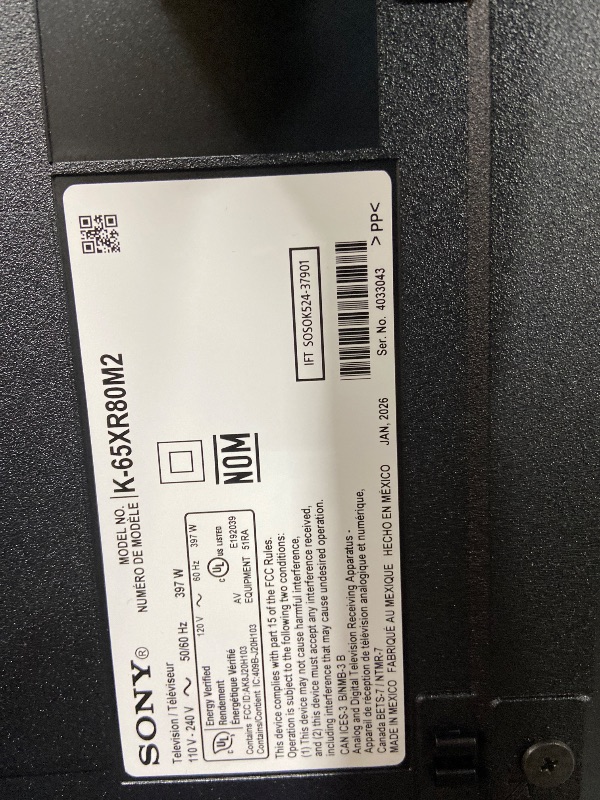 SONY®
MODEL NO.
NUMÉRO DE MODÈLE
K-65XR80M2
Television / Téléviseur
110 V - 240 V ~ 50/60 Hz 397 W
120 V ~ 60 Hz 397 W
UL
Energy Verified
Rendement
Énergétique Vérifié
c UL US LISTED
AV E192039
EQUIPMENT 51RA
Contains FCC ID:AK8J20H103
Contains/Contient IC:409B-J20H103
NOM
This device complies with part 15 of the FCC Rules.
Operation is subject to the following two conditions:
(1) This device may not cause harmful interference,
and (2) this device must accept any interference received,
including interference that may cause undesired operation.
CAN ICES-3 B/NMB-3 B
Analog and Digital Television Receiving Apparatus -
Appareil de réception de télévision analogique et numérique,
Canada BETS-7 / NTMR-7
MADE IN MEXICO FABRIQUÉ AU MEXIQUE HECHO EN MÉXICO JAN, 2026
IFT SOSOK524-37901
Ser. No. 4033043
> PP<